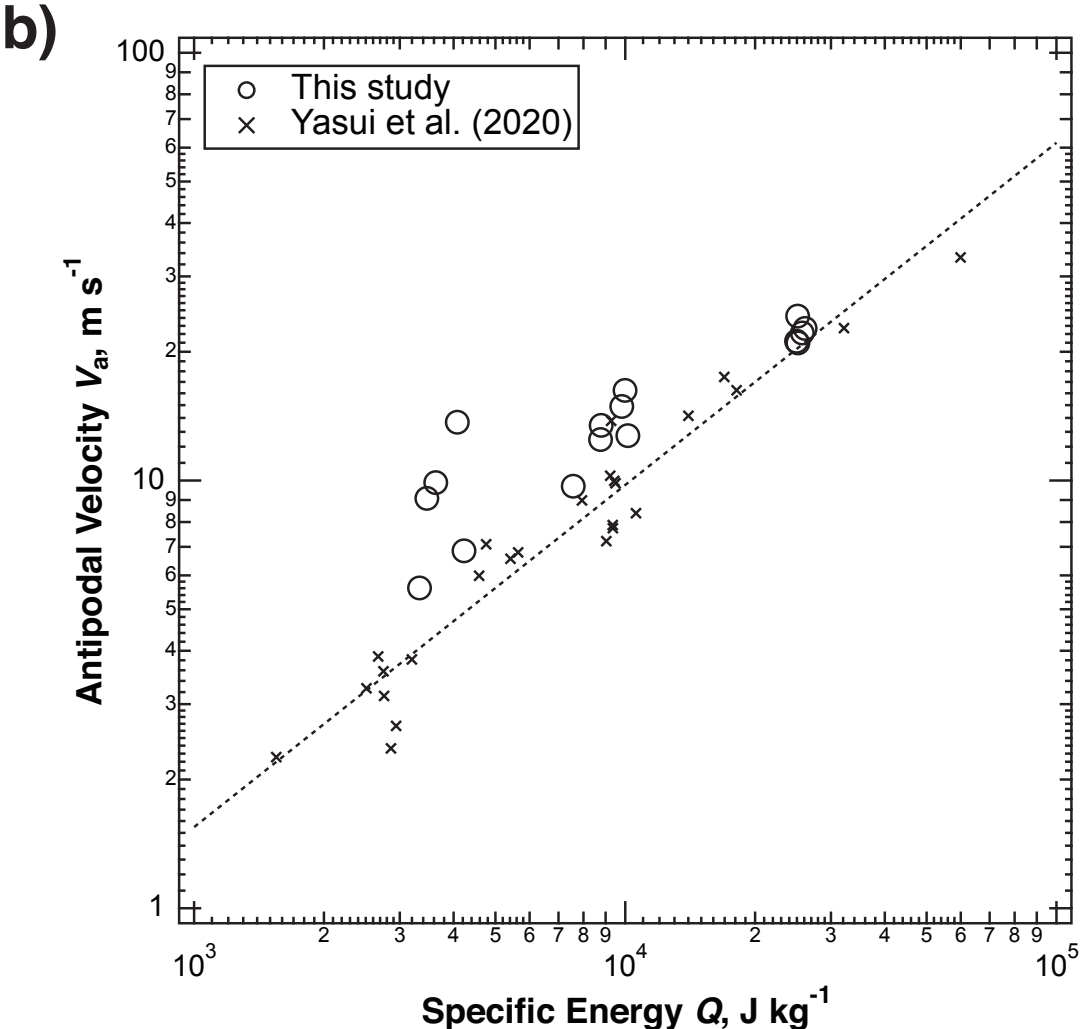 b)
This study
Yasui et al. (2020)
100
9
8
7
6
5
4
3
2
10
9
8
7
6
5
4
3
2
1
Antipodal Velocity Vₐ, m s⁻¹
2 3 4 5 6 7 8 9 2 3 4 5 6 7 8 9
10³ 10⁴ 10⁵
Specific Energy Q, J kg⁻¹